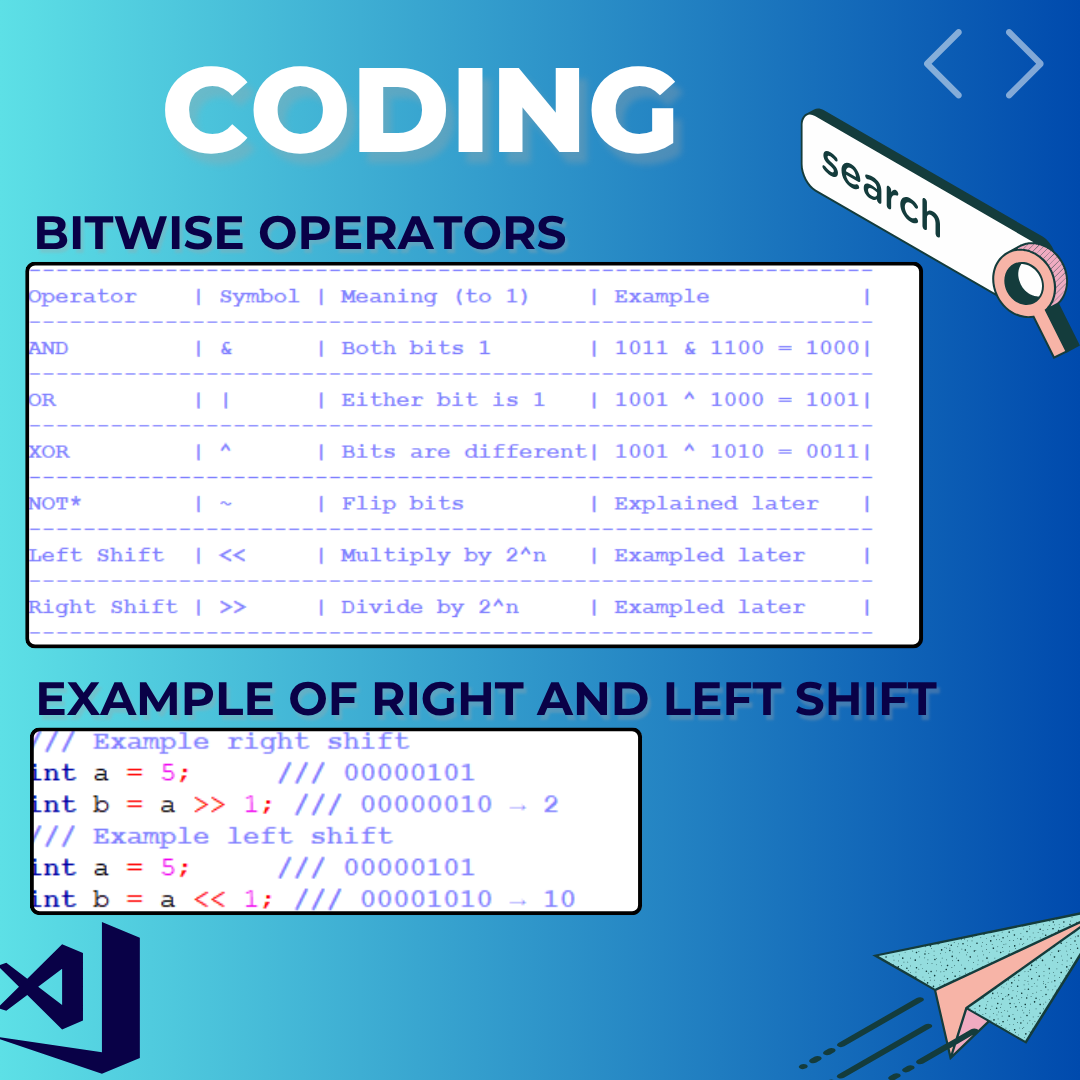 CODING
search
BITWISE OPERATORS
---------------------------------------------------------------
Operator    | Symbol | Meaning (to 1)    | Example           |
---------------------------------------------------------------
AND         | &      | Both bits 1       | 1011 & 1100 = 1000|
---------------------------------------------------------------
OR          | |      | Either bit is 1   | 1001 ^ 1000 = 1001|
---------------------------------------------------------------
XOR         | ^      | Bits are different| 1001 ^ 1010 = 0011|
---------------------------------------------------------------
NOT*        | ~      | Flip bits         | Explained later   |
---------------------------------------------------------------
Left Shift  | <<     | Multiply by 2^n   | Exampled later    |
---------------------------------------------------------------
Right Shift | >>     | Divide by 2^n     | Exampled later    |
---------------------------------------------------------------
EXAMPLE OF RIGHT AND LEFT SHIFT
/// Example right shift
int a = 5;     /// 00000101
int b = a >> 1; /// 00000010 → 2
/// Example left shift
int a = 5;     /// 00000101
int b = a << 1; /// 00001010 → 10